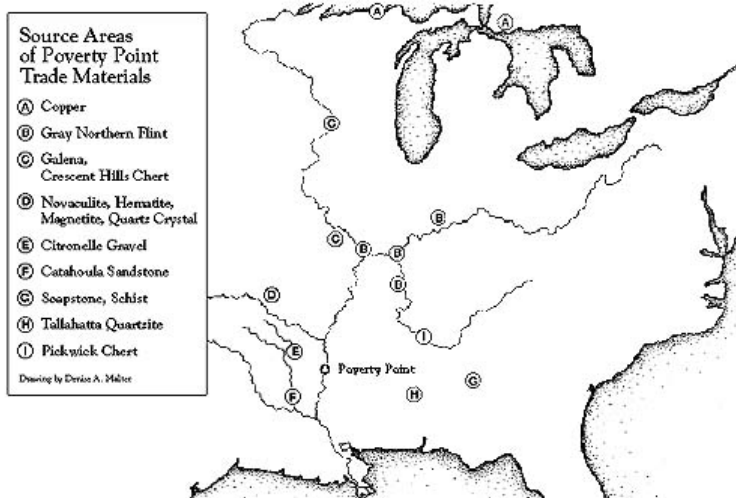 Source Areas
of Poverty Point
Trade Materials
A Copper
B Gray Northern Flint
C Galena,
Crescent Hills Chert
D Novaculite, Hematite,
Magnetite, Quartz Crystal
E Citronelle Gravel
F Catahoula Sandstone
G Soapstone, Schist
H Tallahatta Quartzite
I Pickwick Chert
Drawing by Denise A. Malter
A
A
C
B
C
B
B
B
D
I
E
Poverty Point
G
H
F